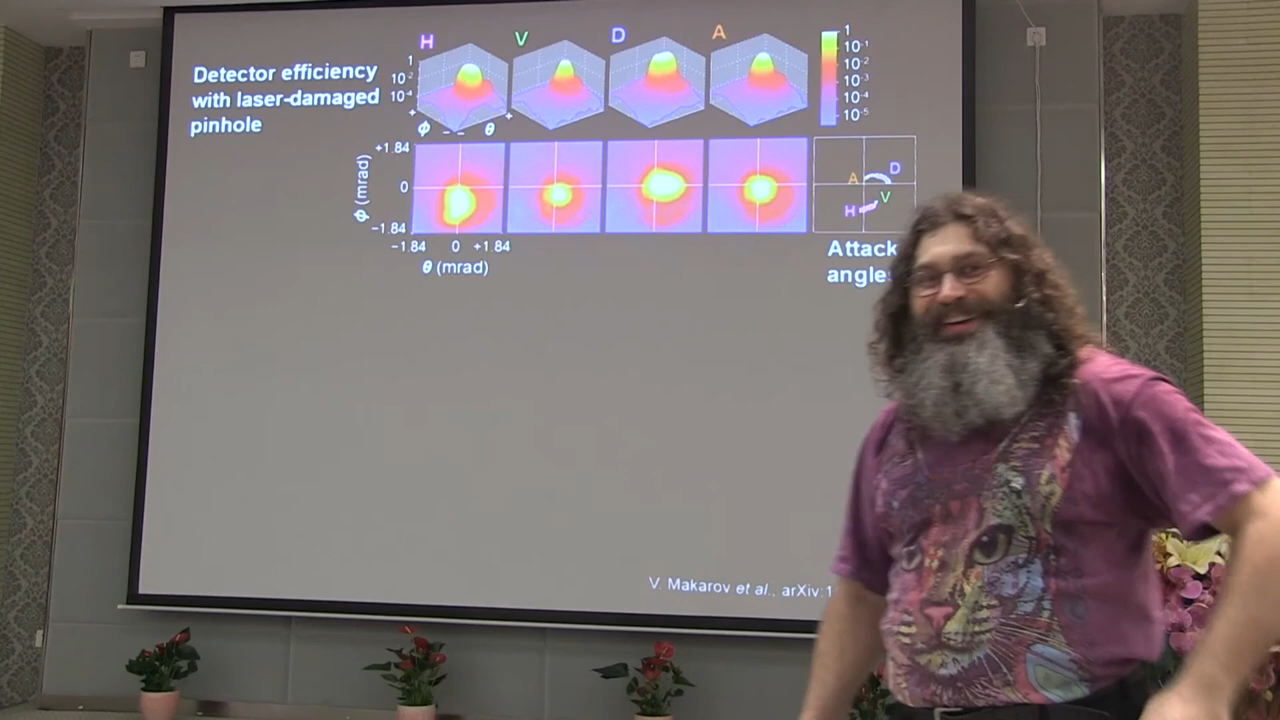 H V D A
Detector efficiency
with laser-damaged
pinhole
1
10⁻²
10⁻⁴
+ ϕ − − θ +
1
10⁻¹
10⁻²
10⁻³
10⁻⁴
10⁻⁵
ϕ (mrad)
+1.84
0
−1.84
−1.84 0 +1.84
θ (mrad)
A D
V
H
Attack
angle
V. Makarov et al., arXiv:1